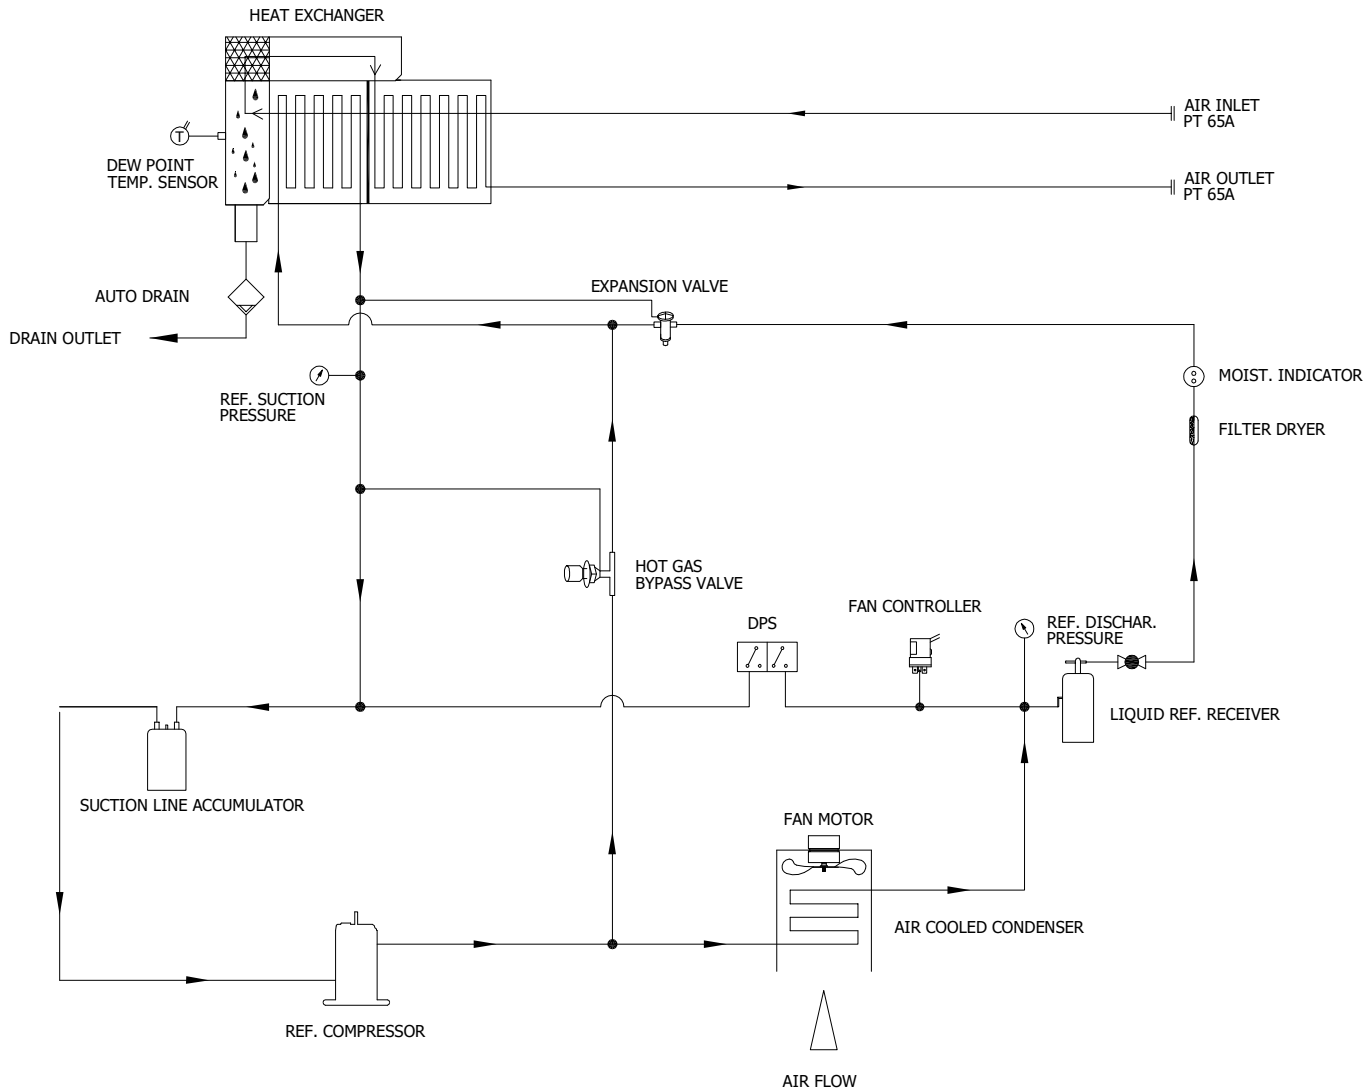 HEAT EXCHANGER
AIR INLET
PT 65A
T
DEW POINT
TEMP. SENSOR
AIR OUTLET
PT 65A
AUTO DRAIN
EXPANSION VALVE
DRAIN OUTLET
MOIST. INDICATOR
REF. SUCTION
PRESSURE
FILTER DRYER
HOT GAS
BYPASS VALVE
FAN CONTROLLER
DPS
REF. DISCHAR.
PRESSURE
LIQUID REF. RECEIVER
SUCTION LINE ACCUMULATOR
FAN MOTOR
AIR COOLED CONDENSER
REF. COMPRESSOR
AIR FLOW